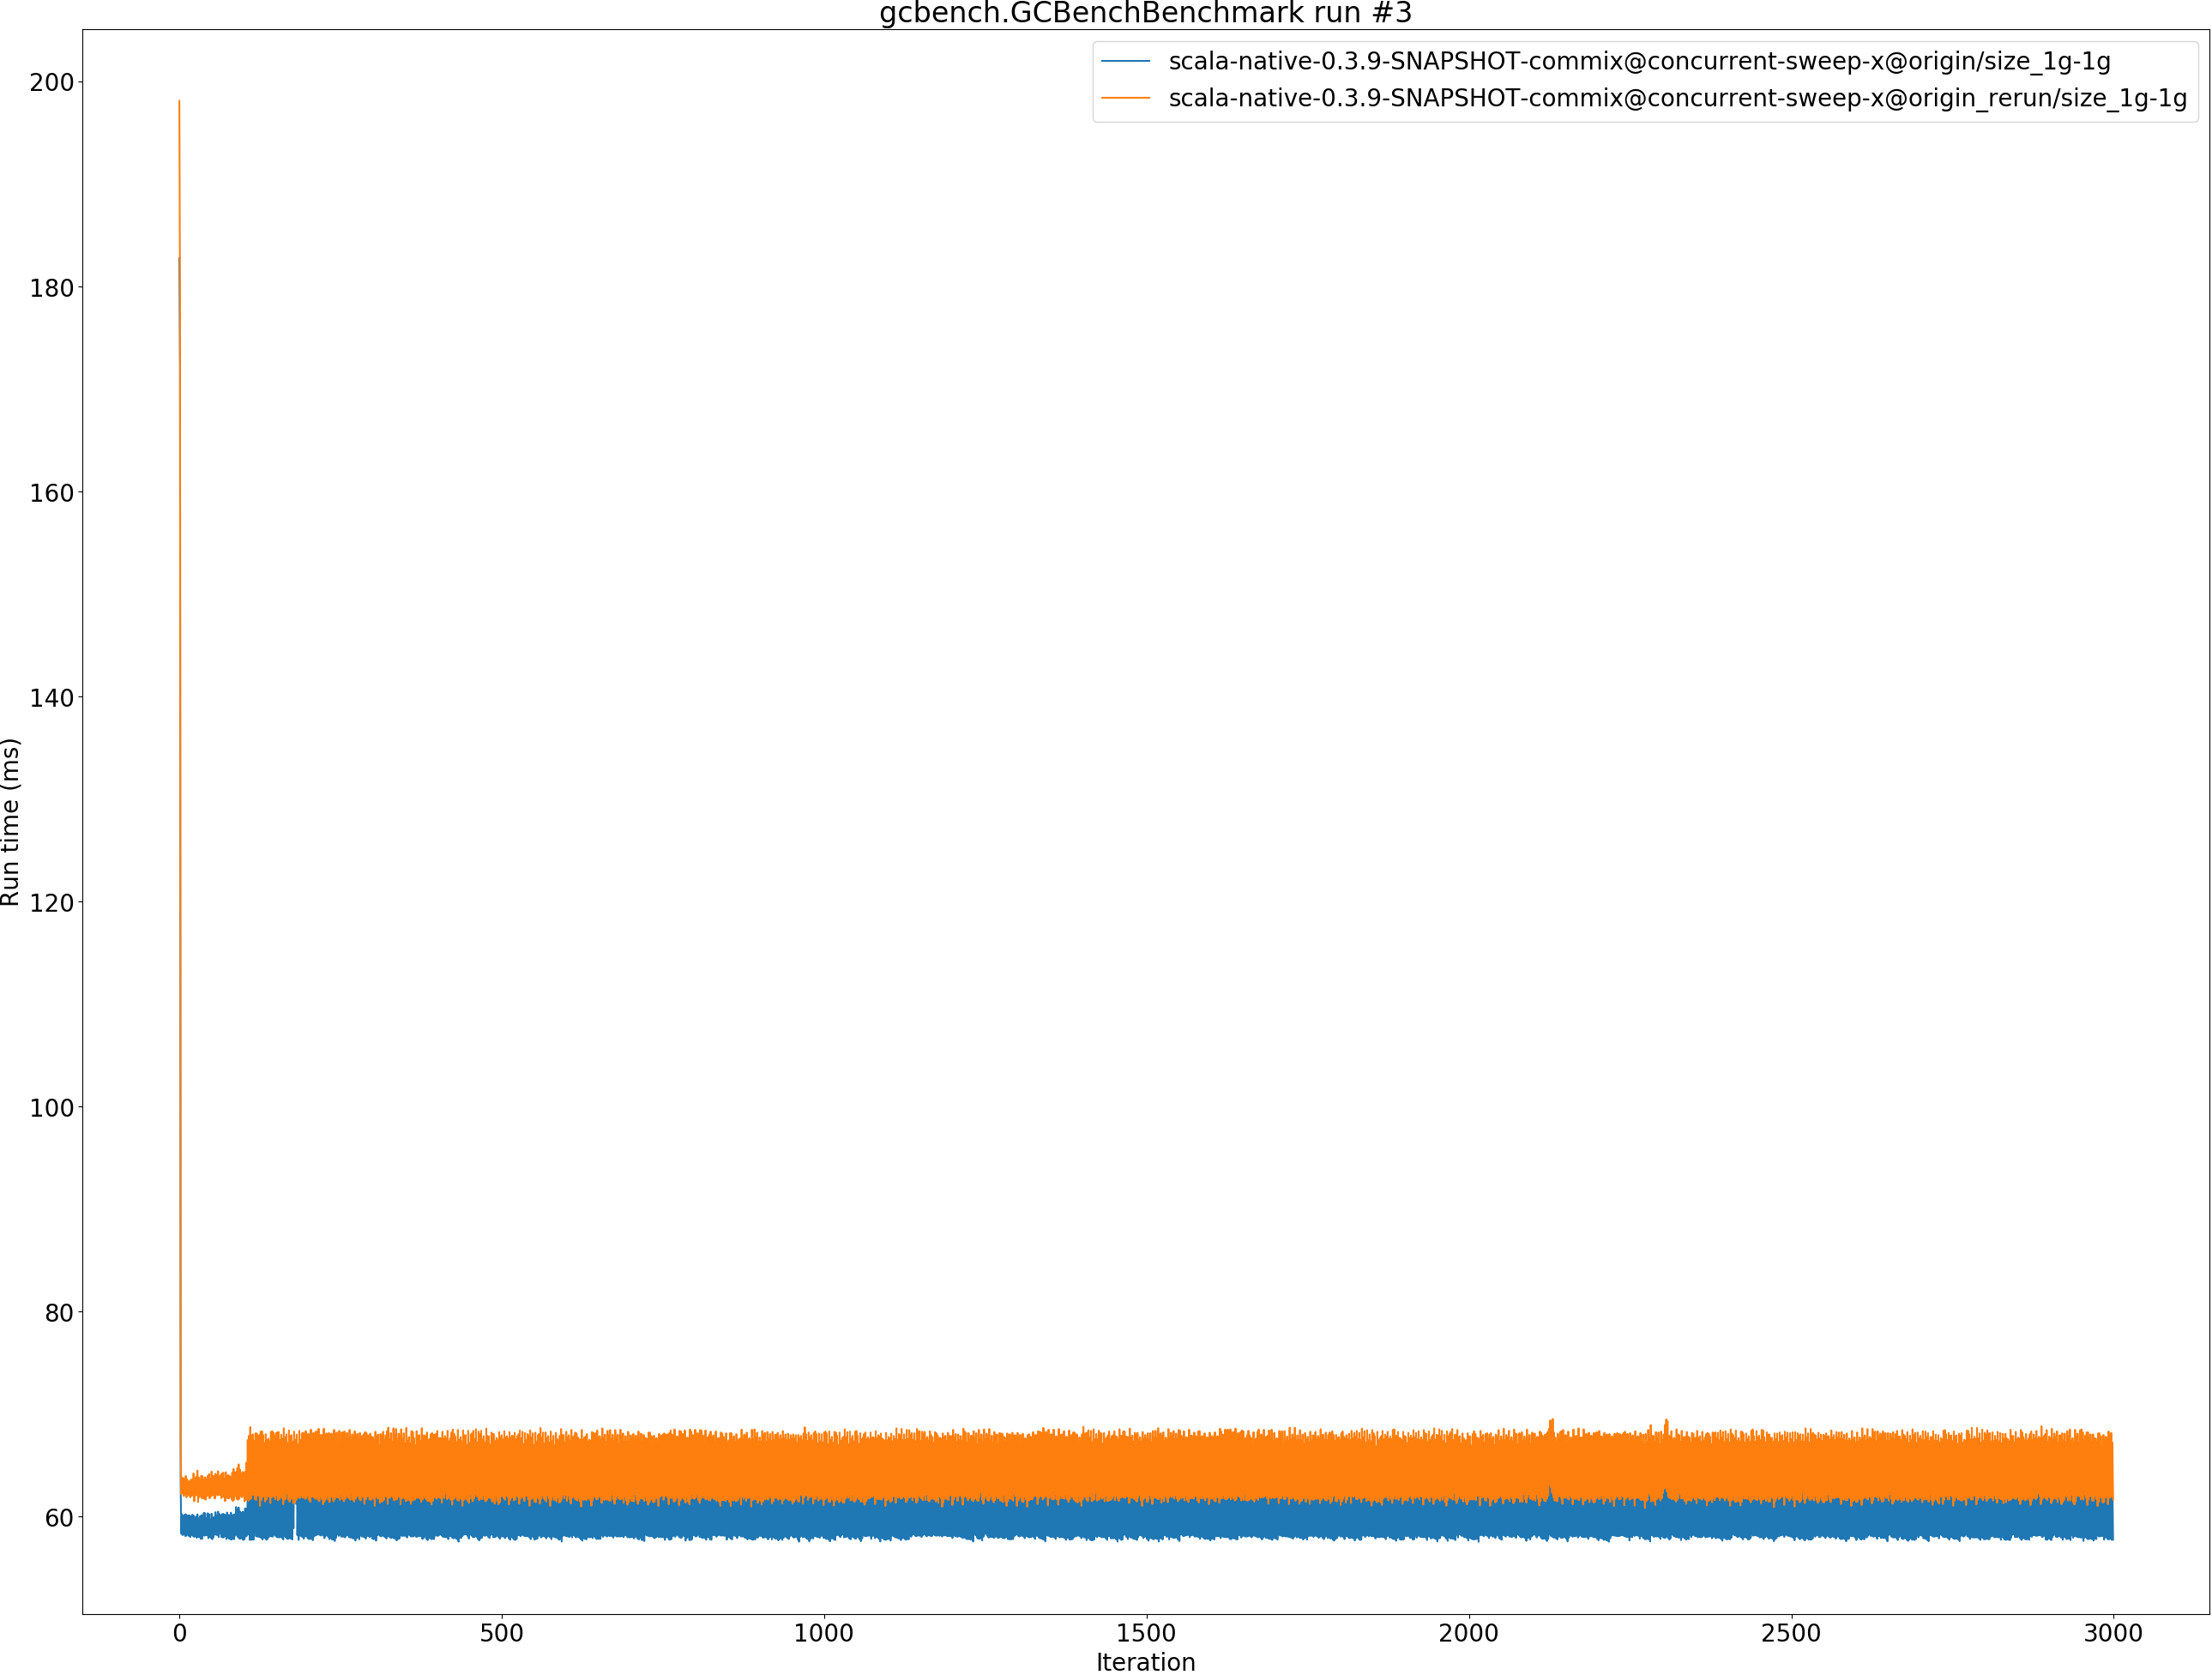 gcbench.GCBenchBenchmark run #3
scala-native-0.3.9-SNAPSHOT-commix@concurrent-sweep-x@origin/size_1g-1g
scala-native-0.3.9-SNAPSHOT-commix@concurrent-sweep-x@origin_rerun/size_1g-1g
200
180
160
140
120
100
80
60
Run time (ms)
0 500 1000 1500 2000 2500 3000
Iteration